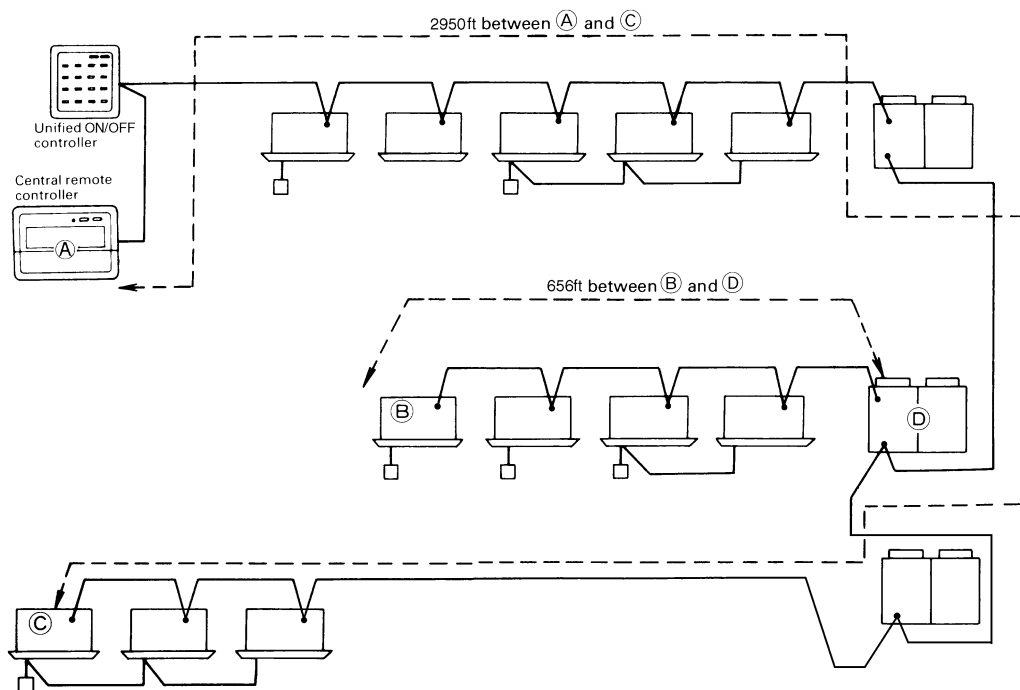 2950ft between Ⓐ and Ⓒ
Unified ON/OFF
controller
Central remote
controller
Ⓐ
656ft between Ⓑ and Ⓓ
Ⓑ
Ⓓ
Ⓒ